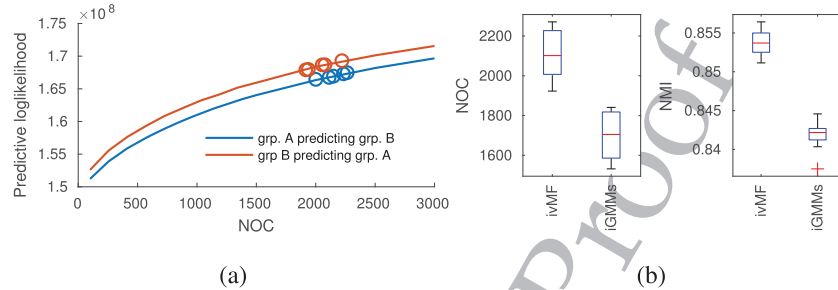 ×10⁸
1.75
1.7
1.65
1.6
1.55
1.5
Predictive loglikelihood
grp. A predicting grp. B
grp B predicting grp. A
0 500 1000 1500 2000 2500 3000
NOC
(a)
2200
2000
1800
1600
NOC
ivMF
iGMMs
0.855
0.85
0.845
0.84
NMI
ivMF
iGMMs
(b)
Proof